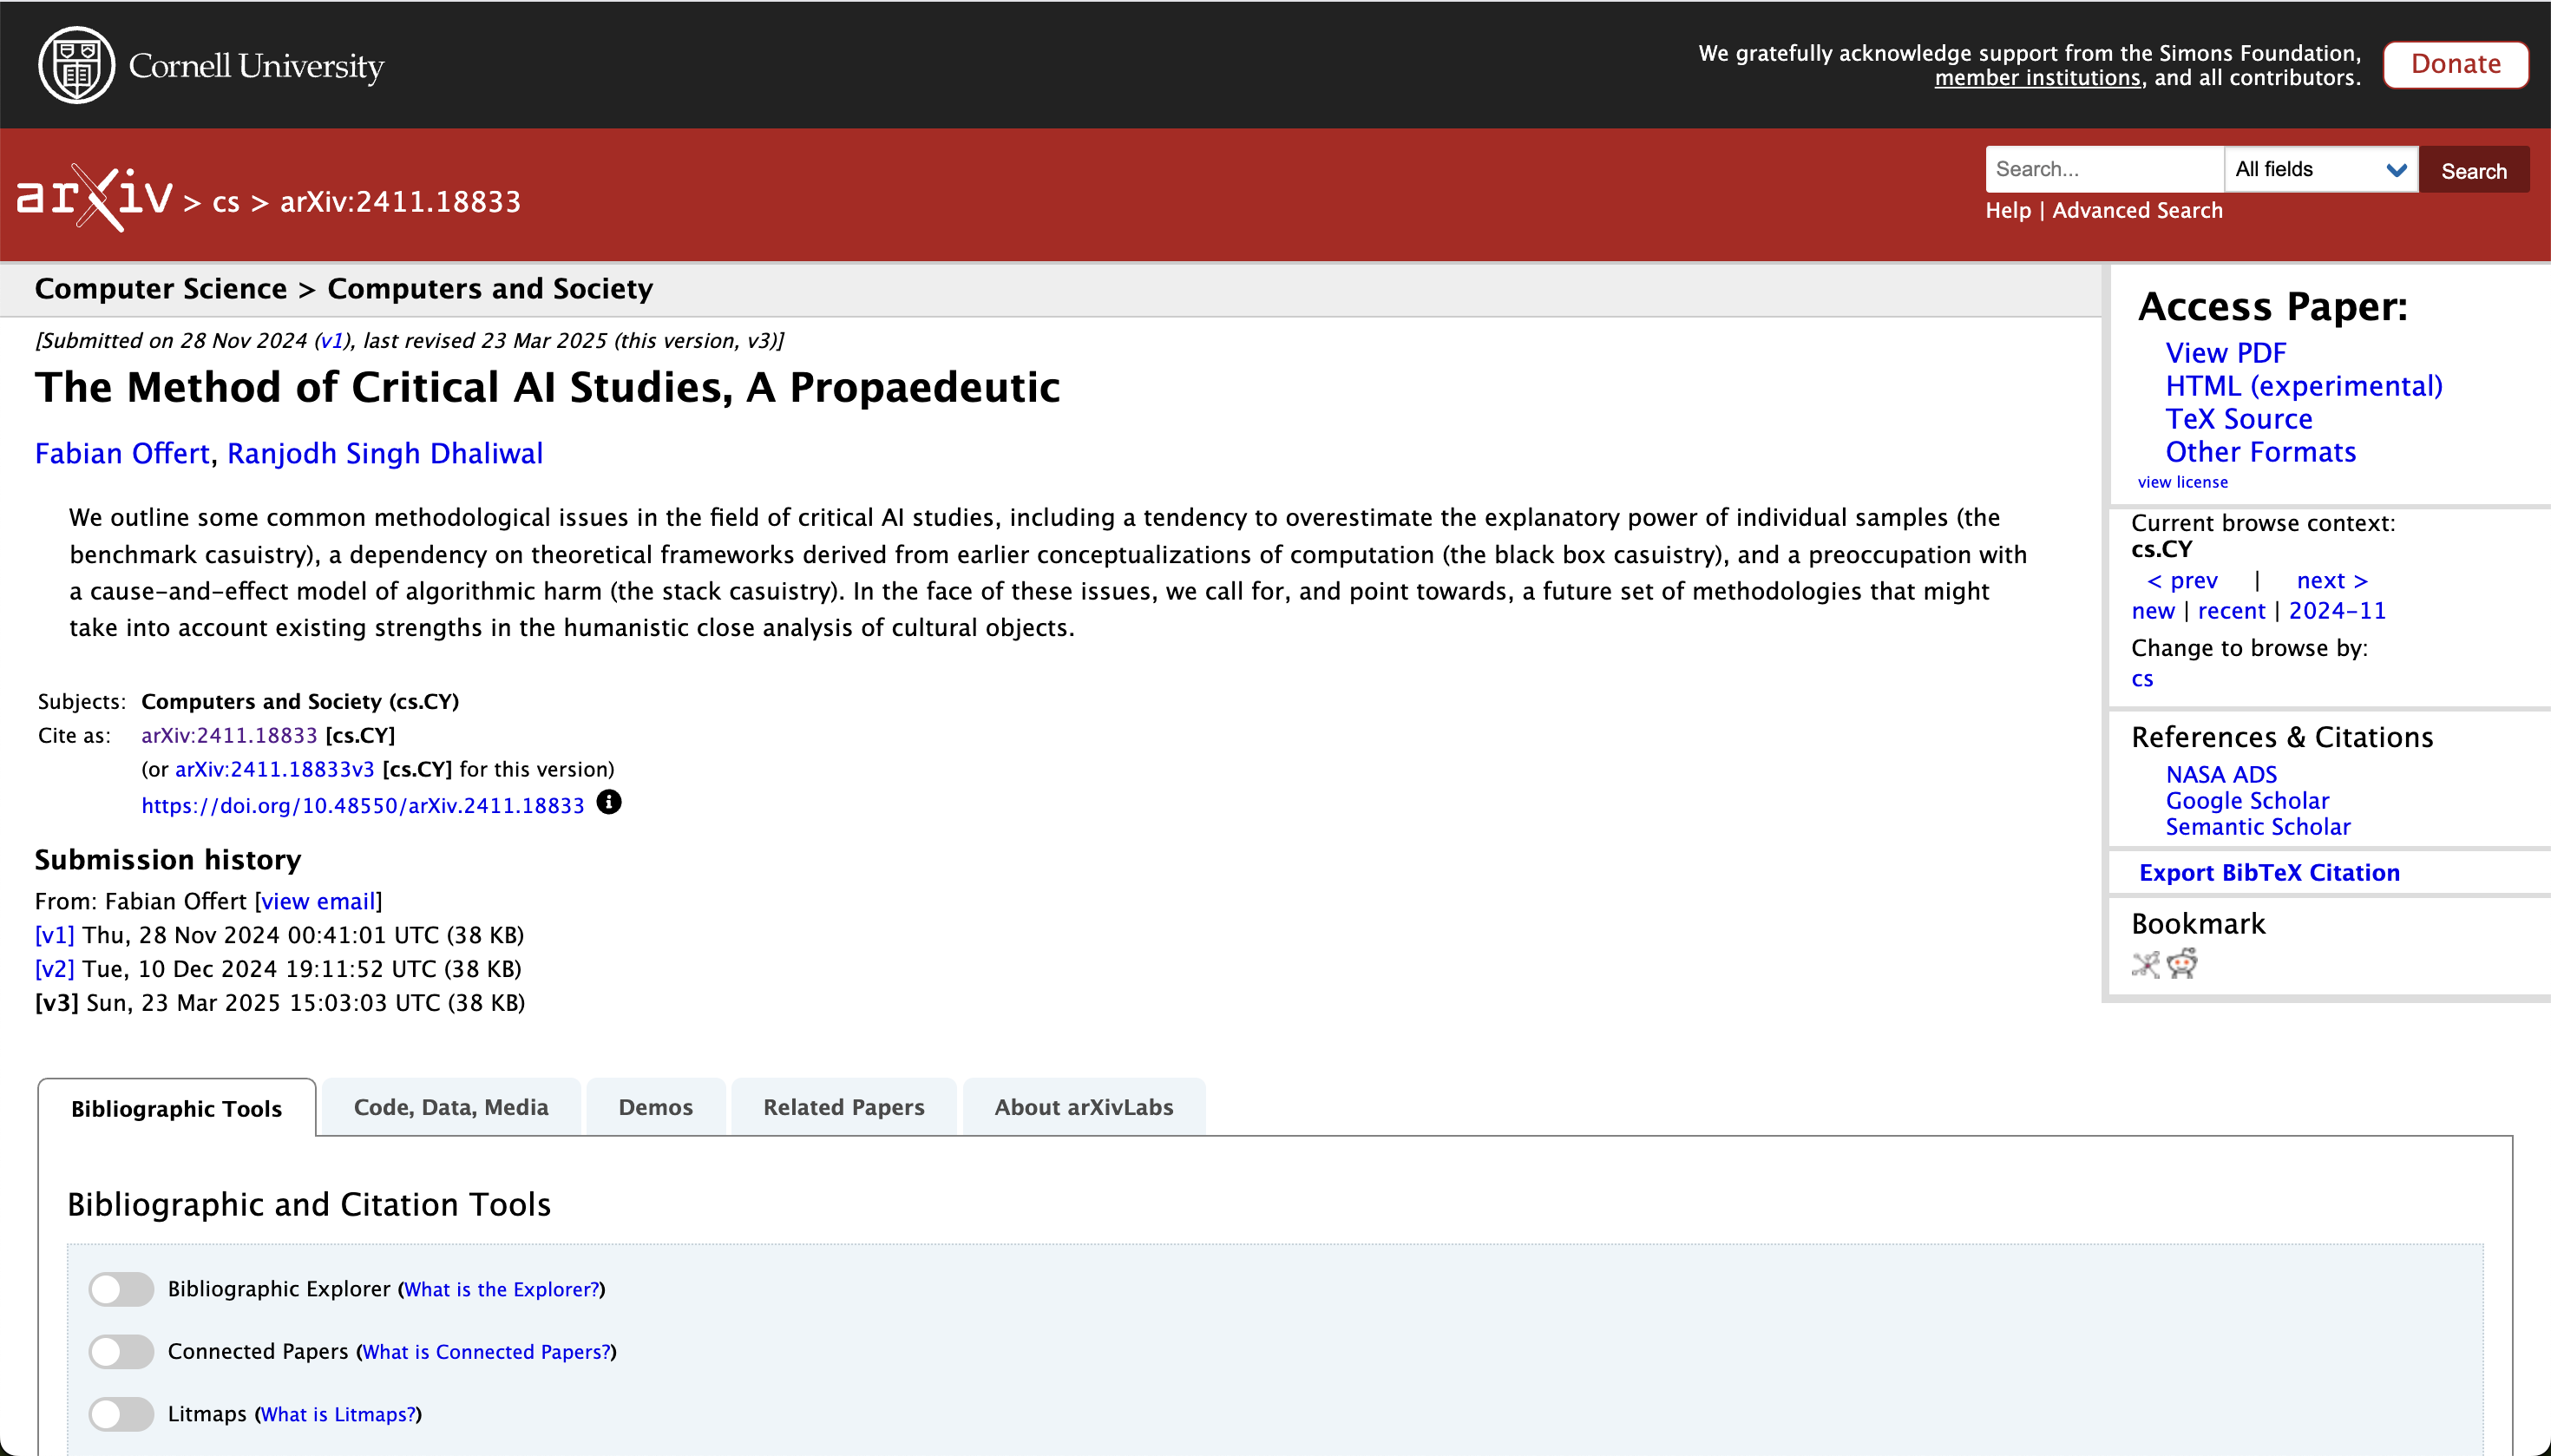 Cornell University
We gratefully acknowledge support from the Simons Foundation,
member institutions, and all contributors.
Donate
arXiv > cs > arXiv:2411.18833
Search...
All fields
Search
Help | Advanced Search
Computer Science > Computers and Society
[Submitted on 28 Nov 2024 (v1), last revised 23 Mar 2025 (this version, v3)]
The Method of Critical AI Studies, A Propaedeutic
Fabian Offert, Ranjodh Singh Dhaliwal
We outline some common methodological issues in the field of critical AI studies, including a tendency to overestimate the explanatory power of individual samples (the
benchmark casuistry), a dependency on theoretical frameworks derived from earlier conceptualizations of computation (the black box casuistry), and a preoccupation with
a cause-and-effect model of algorithmic harm (the stack casuistry). In the face of these issues, we call for, and point towards, a future set of methodologies that might
take into account existing strengths in the humanistic close analysis of cultural objects.
Subjects: Computers and Society (cs.CY)
Cite as: arXiv:2411.18833 [cs.CY]
(or arXiv:2411.18833v3 [cs.CY] for this version)
https://doi.org/10.48550/arXiv.2411.18833
Submission history
From: Fabian Offert [view email]
[v1] Thu, 28 Nov 2024 00:41:01 UTC (38 KB)
[v2] Tue, 10 Dec 2024 19:11:52 UTC (38 KB)
[v3] Sun, 23 Mar 2025 15:03:03 UTC (38 KB)
Access Paper:
View PDF
HTML (experimental)
TeX Source
Other Formats
view license
Current browse context:
cs.CY
< prev | next >
new | recent | 2024-11
Change to browse by:
cs
References & Citations
NASA ADS
Google Scholar
Semantic Scholar
Export BibTeX Citation
Bookmark
Bibliographic Tools
Code, Data, Media
Demos
Related Papers
About arXivLabs
Bibliographic and Citation Tools
Bibliographic Explorer (What is the Explorer?)
Connected Papers (What is Connected Papers?)
Litmaps (What is Litmaps?)